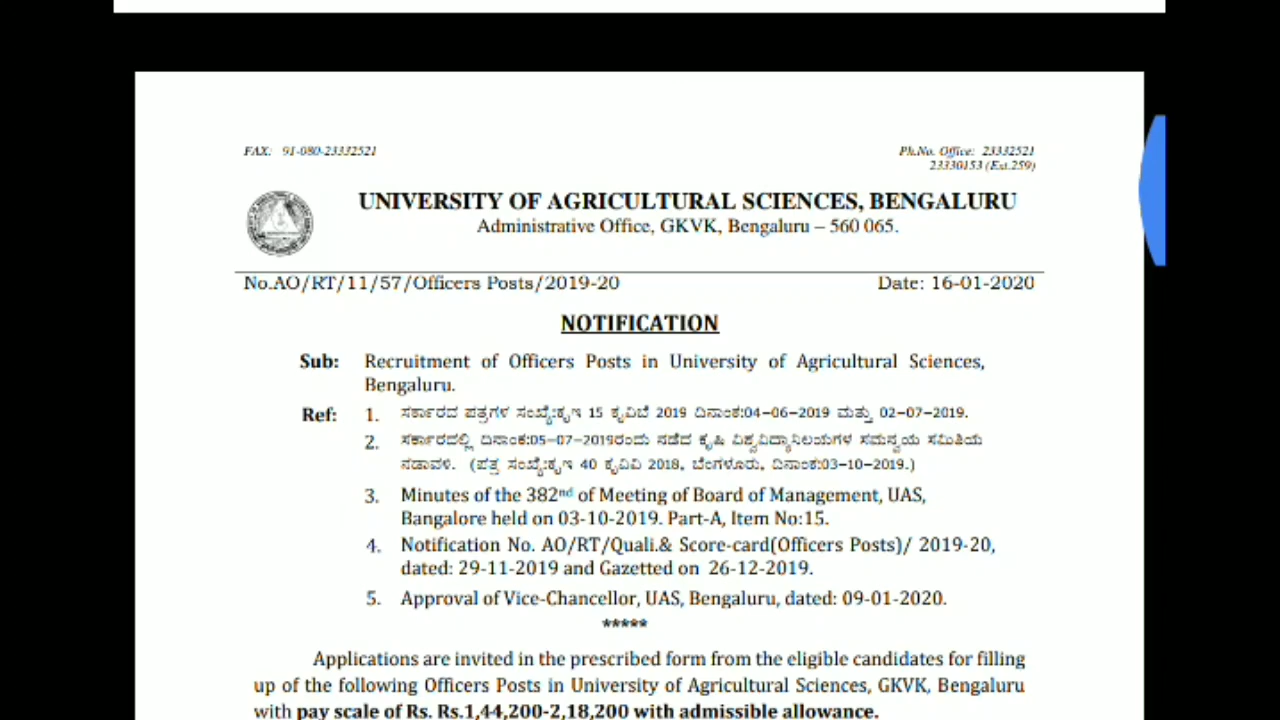 FAX: 91-080-23332521
Ph.No. Office: 23332521
23330153 (Ext.259)
UNIVERSITY OF AGRICULTURAL SCIENCES, BENGALURU
Administrative Office, GKVK, Bengaluru – 560 065.
No.AO/RT/11/57/Officers Posts/2019-20 Date: 16-01-2020
NOTIFICATION
Sub: Recruitment of Officers Posts in University of Agricultural Sciences,
Bengaluru.
Ref: 1. ಸರ್ಕಾರದ ಪತ್ರಗಳ ಸಂಖ್ಯೆ:ಕೃಇ 15 ಕೃವಿಬೆ 2019 ದಿನಾಂಕ:04-06-2019 ಮತ್ತು 02-07-2019.
2. ಸರ್ಕಾರದಲ್ಲಿ ದಿನಾಂಕ:05-07-2019ರಂದು ನಡೆದ ಕೃಷಿ ವಿಶ್ವವಿದ್ಯಾನಿಲಯಗಳ ಸಮನ್ವಯ ಸಮಿತಿಯ
ನಡಾವಳಿ. (ಪತ್ರ ಸಂಖ್ಯೆ:ಕೃಇ 40 ಕೃವಿವಿ 2018, ಬೆಂಗಳೂರು, ದಿನಾಂಕ:03-10-2019.)
3. Minutes of the 382nd of Meeting of Board of Management, UAS,
Bangalore held on 03-10-2019. Part-A, Item No:15.
4. Notification No. AO/RT/Quali.& Score-card(Officers Posts)/ 2019-20,
dated: 29-11-2019 and Gazetted on 26-12-2019.
5. Approval of Vice-Chancellor, UAS, Bengaluru, dated: 09-01-2020.
*****
Applications are invited in the prescribed form from the eligible candidates for filling
up of the following Officers Posts in University of Agricultural Sciences, GKVK, Bengaluru
with pay scale of Rs. Rs.1,44,200-2,18,200 with admissible allowance.